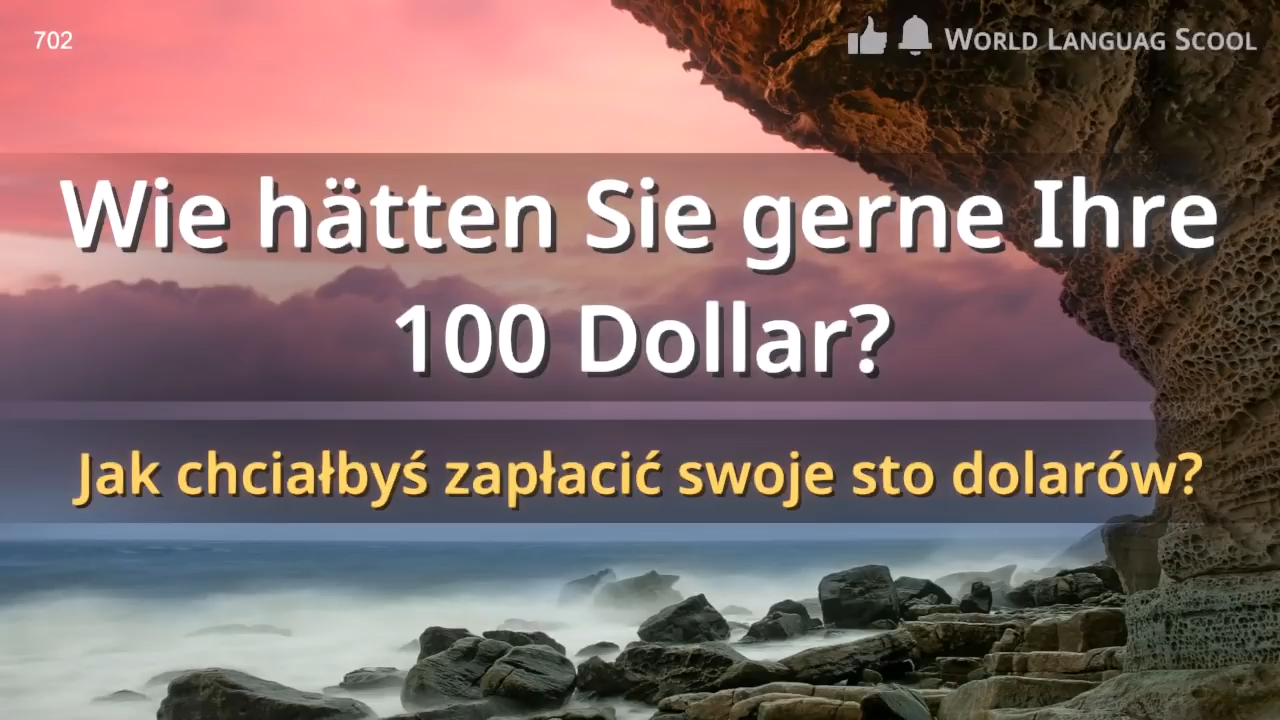 702
World Languag Scool
Wie hätten Sie gerne Ihre
100 Dollar?
Jak chciałbyś zapłacić swoje sto dolarów?